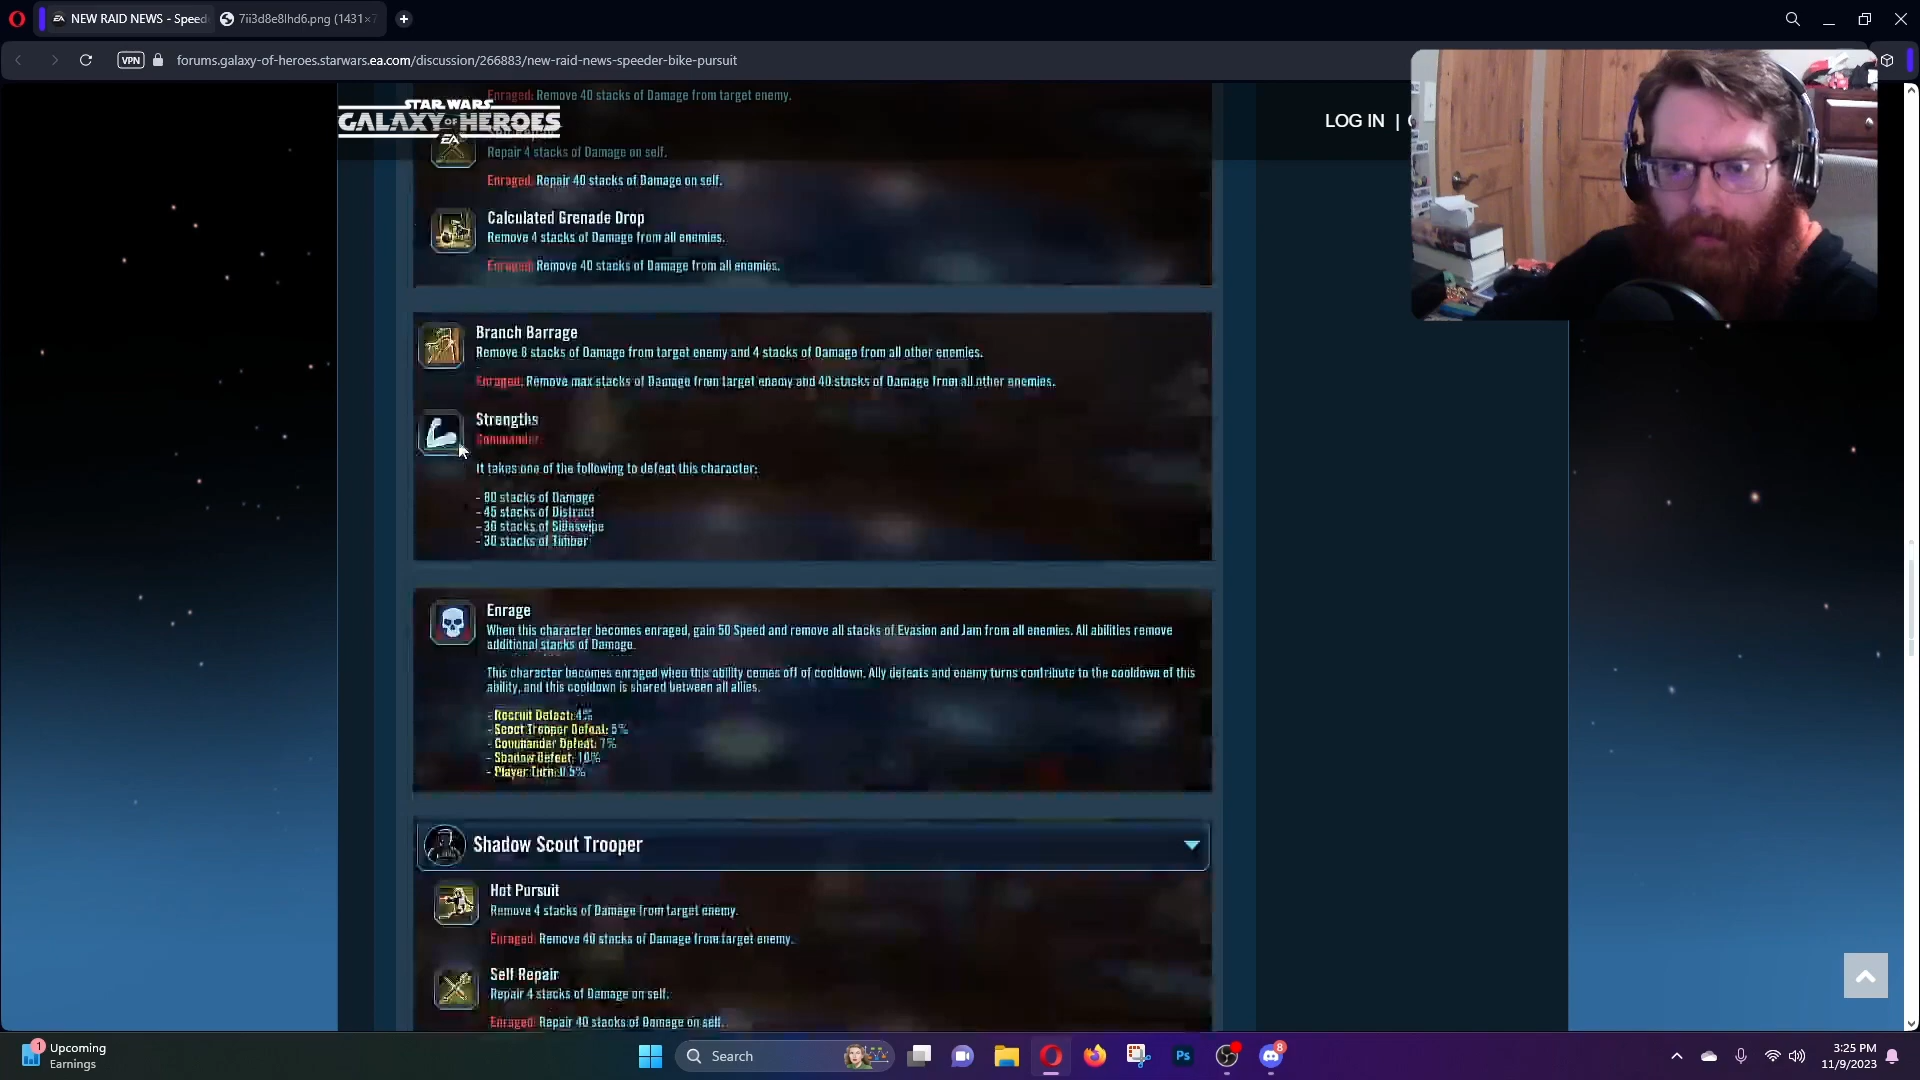 NEW RAID NEWS - Speed
7ii3d8e8lhd6.png (1431×7
VPN
forums.galaxy-of-heroes.starwars.ea.com/discussion/266883/new-raid-news-speeder-bike-pursuit
STAR WARS
GALAXY OF HEROES
EA
LOG IN |
Enraged: Remove 40 stacks of Damage from target enemy.
Repair 4 stacks of Damage on self.
Enraged: Repair 40 stacks of Damage on self.
Calculated Grenade Drop
Remove 4 stacks of Damage from all enemies.
Enraged: Remove 40 stacks of Damage from all enemies.
Branch Barrage
Remove 8 stacks of Damage from target enemy and 4 stacks of Damage from all other enemies.
Enraged: Remove max stacks of Damage from target enemy and 40 stacks of Damage from all other enemies.
Strengths
Commander:
It takes one of the following to defeat this character:
- 80 stacks of Damage
- 45 stacks of Distract
- 30 stacks of Sideswipe
- 30 stacks of Timber
Enrage
When this character becomes enraged, gain 50 Speed and remove all stacks of Evasion and Jam from all enemies. All abilities remove
additional stacks of Damage.
This character becomes enraged when this ability comes off of cooldown. Ally defeats and enemy turns contribute to the cooldown of this
ability, and this cooldown is shared between all allies.
- Recruit Defeat: 4%
- Scout Trooper Defeat: 5%
- Commander Defeat: 7%
- Shadow Defeat: 10%
- Player Turn: 0.5%
Shadow Scout Trooper
Hot Pursuit
Remove 4 stacks of Damage from target enemy.
Enraged: Remove 40 stacks of Damage from target enemy.
Self Repair
Repair 4 stacks of Damage on self.
Enraged: Repair 40 stacks of Damage on self.
1
Upcoming
Earnings
Search
Ps
8
3:25 PM
11/9/2023